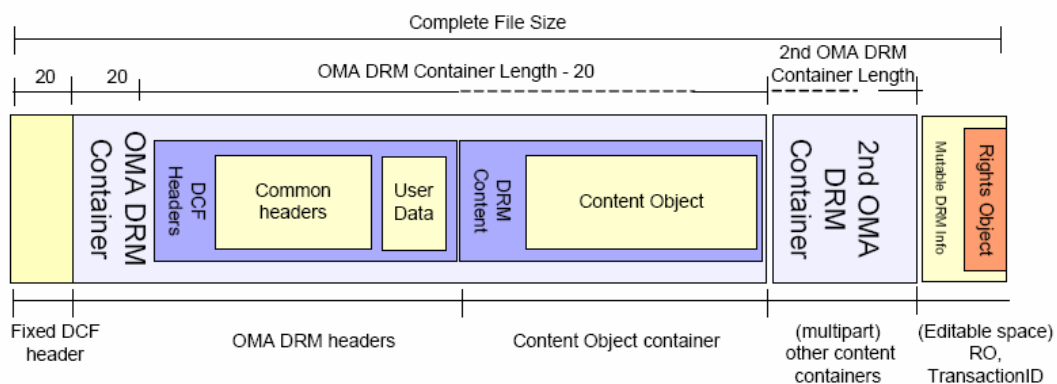 Complete File Size
20
20
OMA DRM Container Length - 20
2nd OMA DRM
Container Length
OMA DRM
Container
DCF
Headers
Common
headers
User
Data
DRM
Content
Content Object
2nd OMA
DRM
Container
Mutable DRM Info
Rights Object
Fixed DCF
header
OMA DRM headers
Content Object container
(multipart)
other content
containers
(Editable space)
RO,
TransactionID